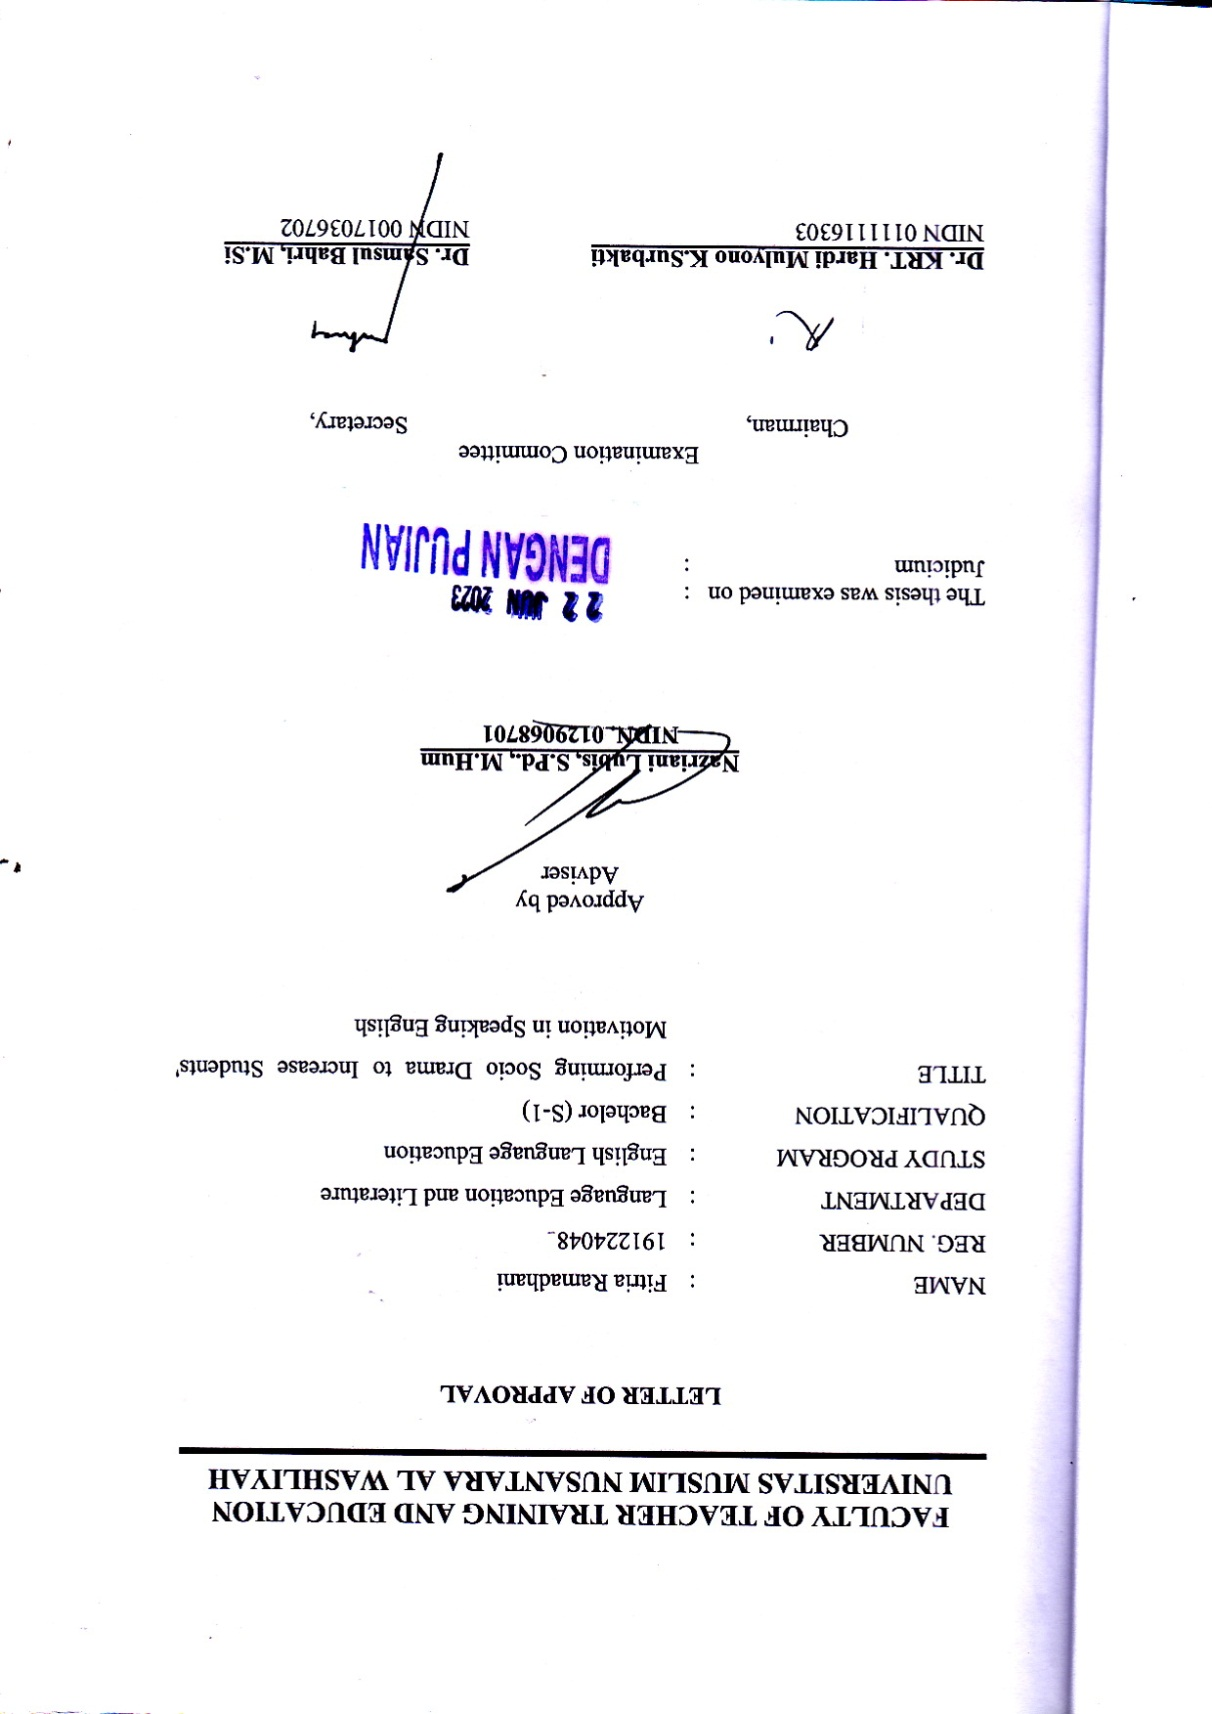 FACULTY OF TEACHER TRAINING AND EDUCATION
UNIVERSITAS MUSLIM NUSANTARA AL WASHLIYAH
LETTER OF APPROVAL
NAME : Fitria Ramadhani
REG. NUMBER : 191224048
DEPARTMENT : Language Education and Literature
STUDY PROGRAM : English Language Education
QUALIFICATION : Bachelor (S-1)
TITLE : Performing Socio Drama to Increase Students'
Motivation in Speaking English
Approved by
Adviser
Nazriani Lubis, S.Pd., M.Hum
NIDN. 0129068701
The thesis was examined on : 22 JUN 2023
Judicium : DENGAN PUJIAN
Examination Committee
Chairman, Secretary,
Dr. KRT. Hardi Mulyono K.Surbakti Dr. Samsul Bahri, M.Si
NIDN 0111116303 NIDN 0017036702